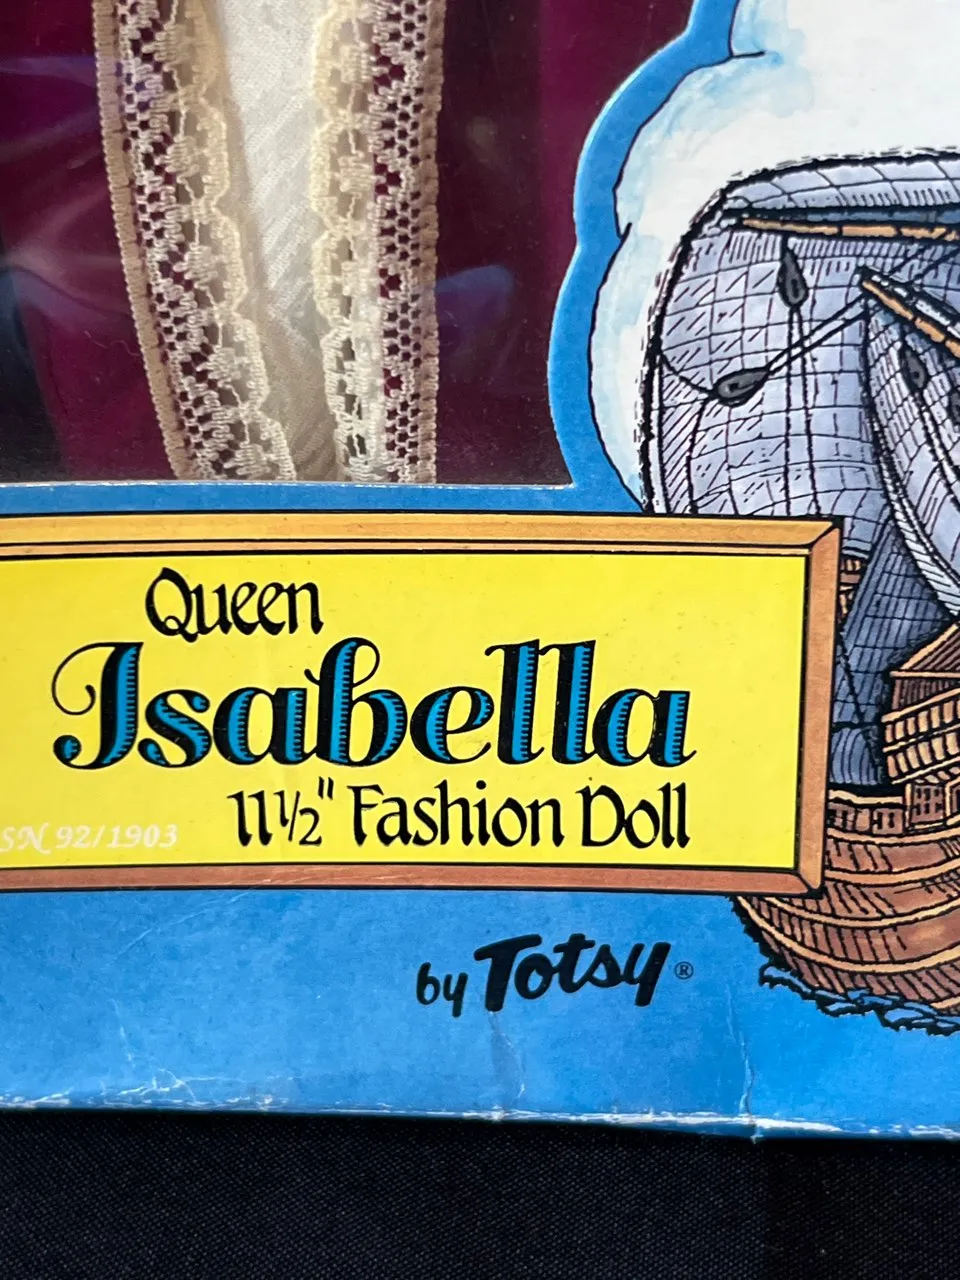 Queen
Isabella
11½" Fashion Doll
SN 92/1903
by Totsy®